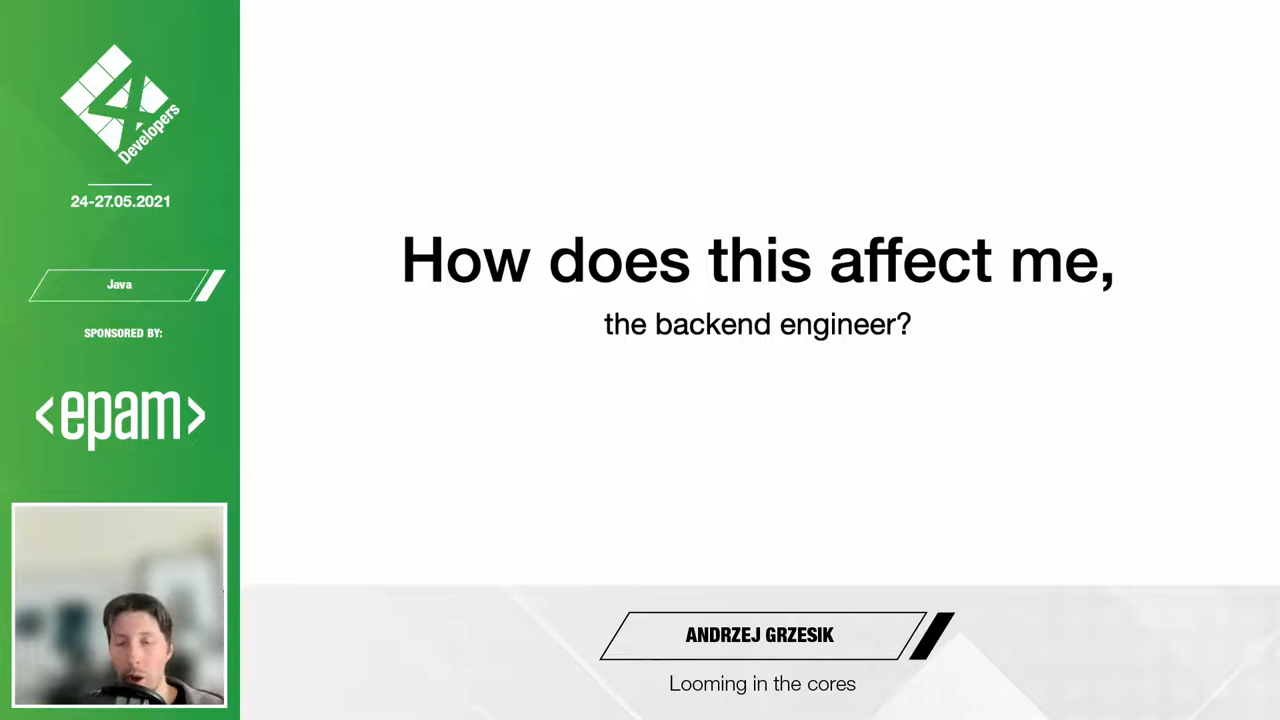 4
Developers
24-27.05.2021
Java
SPONSORED BY:
<epam>
How does this affect me,
the backend engineer?
ANDRZEJ GRZESIK
Looming in the cores